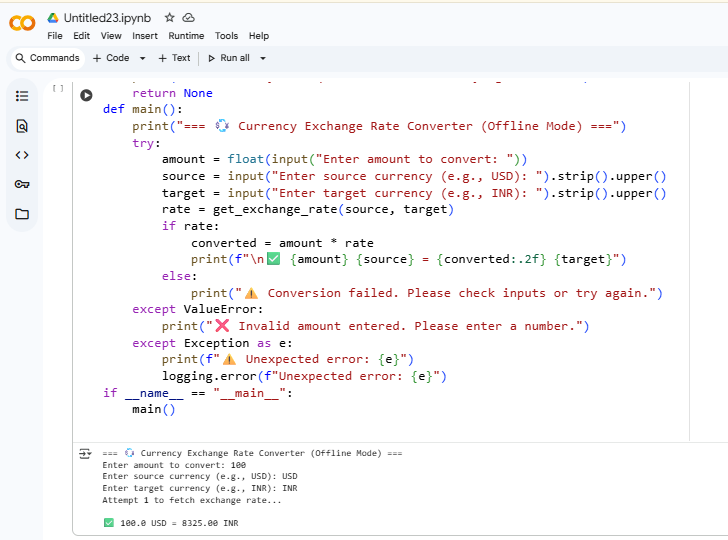 CO
Untitled23.ipynb
File Edit View Insert Runtime Tools Help
Commands + Code + Text Run all
[ ]
return None
def main():
print("=== 💱 Currency Exchange Rate Converter (Offline Mode) ===")
try:
amount = float(input("Enter amount to convert: "))
source = input("Enter source currency (e.g., USD): ").strip().upper()
target = input("Enter target currency (e.g., INR): ").strip().upper()
rate = get_exchange_rate(source, target)
if rate:
converted = amount * rate
print(f"\n✅ {amount} {source} = {converted:.2f} {target}")
else:
print("⚠️ Conversion failed. Please check inputs or try again.")
except ValueError:
print("❌ Invalid amount entered. Please enter a number.")
except Exception as e:
print(f"⚠️ Unexpected error: {e}")
logging.error(f"Unexpected error: {e}")
if __name__ == "__main__":
main()
=== 💱 Currency Exchange Rate Converter (Offline Mode) ===
Enter amount to convert: 100
Enter source currency (e.g., USD): USD
Enter target currency (e.g., INR): INR
Attempt 1 to fetch exchange rate...
✅ 100.0 USD = 8325.00 INR